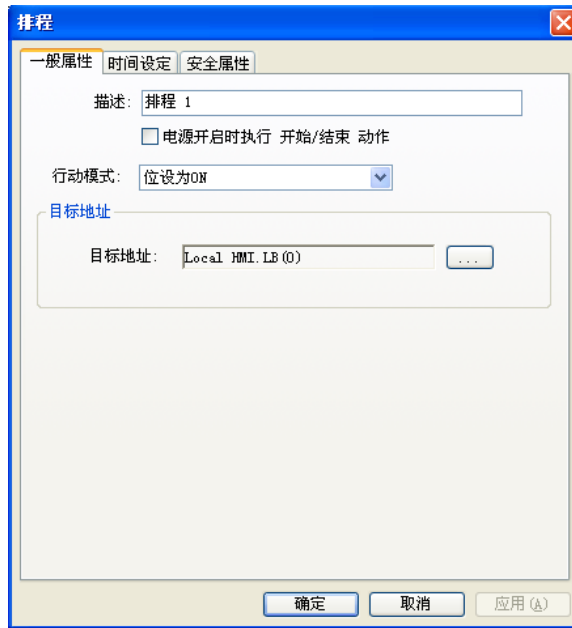 排程
一般属性 时间设定 安全属性
描述: 排程 1
电源开启时执行 开始/结束 动作
行动模式: 位设为ON
目标地址
目标地址: Local HMI.LB(0) ...
确定 取消 应用(A)